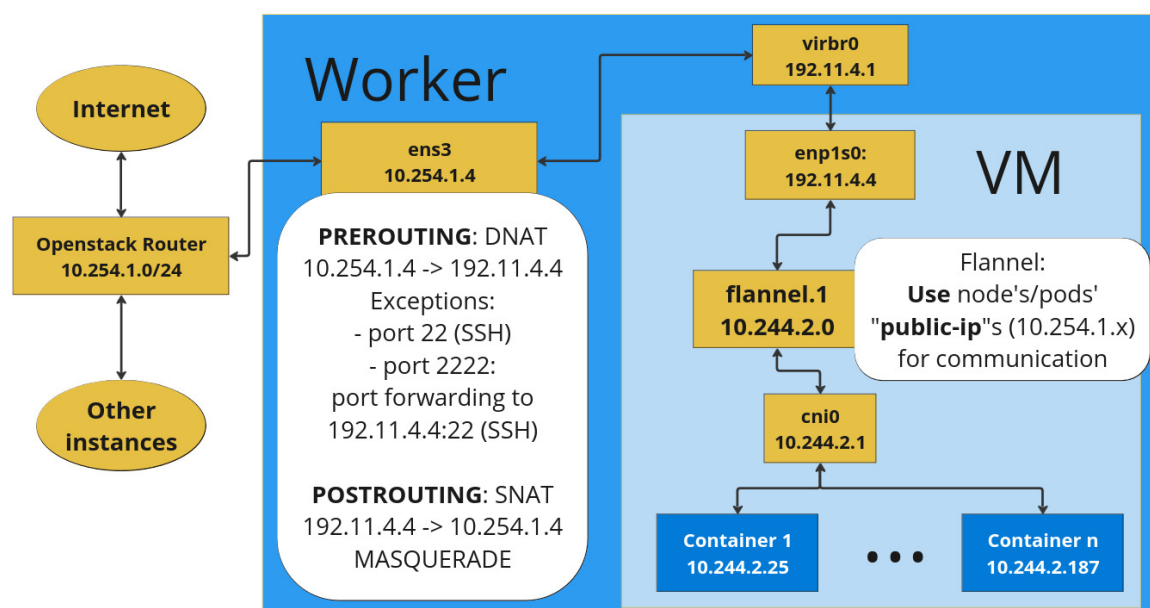 virbr0
192.11.4.1
Worker
Internet
ens3
10.254.1.4
enp1s0:
192.11.4.4
VM
Openstack Router
10.254.1.0/24
PREROUTING: DNAT
10.254.1.4 -> 192.11.4.4
Exceptions:
- port 22 (SSH)
- port 2222:
port forwarding to
192.11.4.4:22 (SSH)
POSTROUTING: SNAT
192.11.4.4 -> 10.254.1.4
MASQUERADE
flannel.1
10.244.2.0
Flannel:
Use node's/pods'
"public-ip"s (10.254.1.x)
for communication
Other
instances
cni0
10.244.2.1
Container 1
10.244.2.25
...
Container n
10.244.2.187